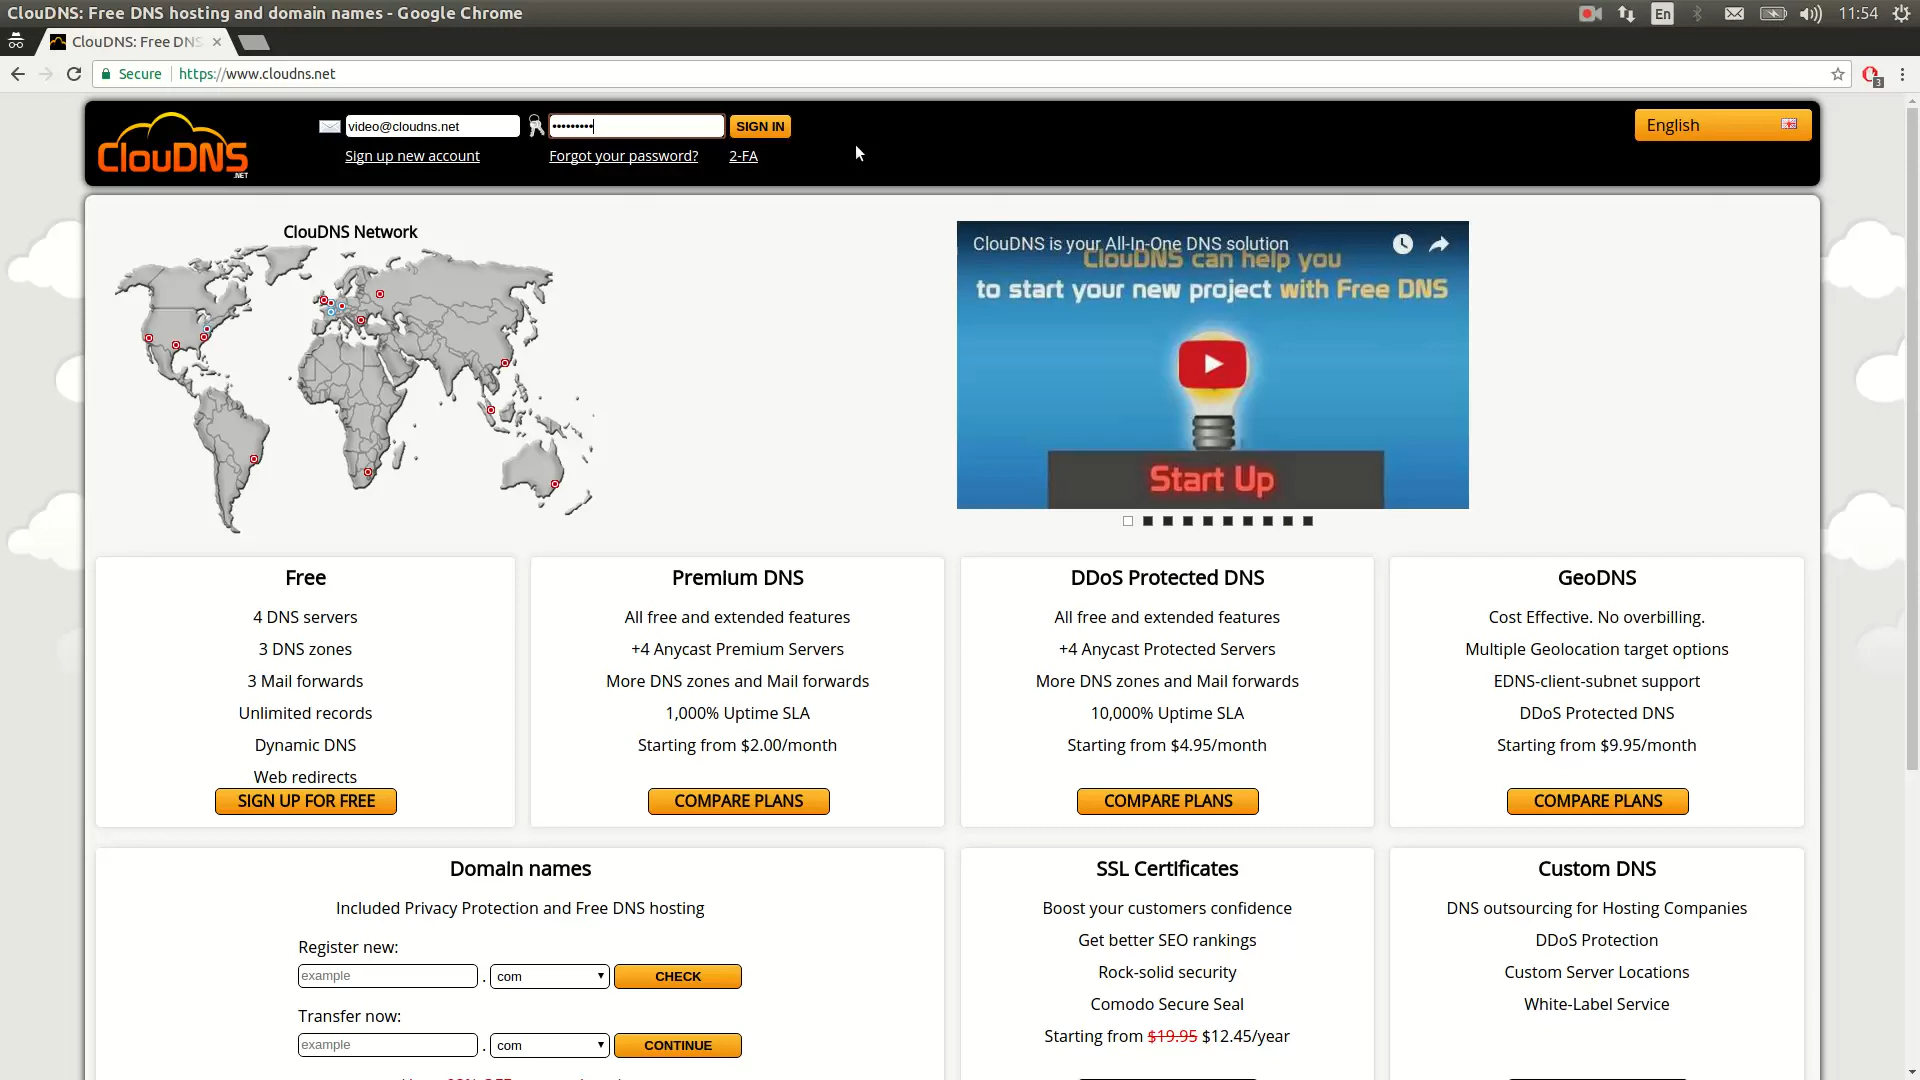 ClouDNS: Free DNS hosting and domain names - Google Chrome
En
11:54
ClouDNS: Free DNS
Secure
https://www.cloudns.net
3
ClouDNS
.NET
video@cloudns.net
•••••••••
SIGN IN
Sign up new account
Forgot your password?
2-FA
English
ClouDNS Network
ClouDNS is your All-In-One DNS solution
ClouDNS can help you
to start your new project with Free DNS
Start Up
Free
4 DNS servers
3 DNS zones
3 Mail forwards
Unlimited records
Dynamic DNS
Web redirects
SIGN UP FOR FREE
Premium DNS
All free and extended features
+4 Anycast Premium Servers
More DNS zones and Mail forwards
1,000% Uptime SLA
Starting from $2.00/month
COMPARE PLANS
DDoS Protected DNS
All free and extended features
+4 Anycast Protected Servers
More DNS zones and Mail forwards
10,000% Uptime SLA
Starting from $4.95/month
COMPARE PLANS
GeoDNS
Cost Effective. No overbilling.
Multiple Geolocation target options
EDNS-client-subnet support
DDoS Protected DNS
Starting from $9.95/month
COMPARE PLANS
Domain names
Included Privacy Protection and Free DNS hosting
Register new:
example . com CHECK
Transfer now:
example . com CONTINUE
SSL Certificates
Boost your customers confidence
Get better SEO rankings
Rock-solid security
Comodo Secure Seal
Starting from $19.95 $12.45/year
Custom DNS
DNS outsourcing for Hosting Companies
DDoS Protection
Custom Server Locations
White-Label Service